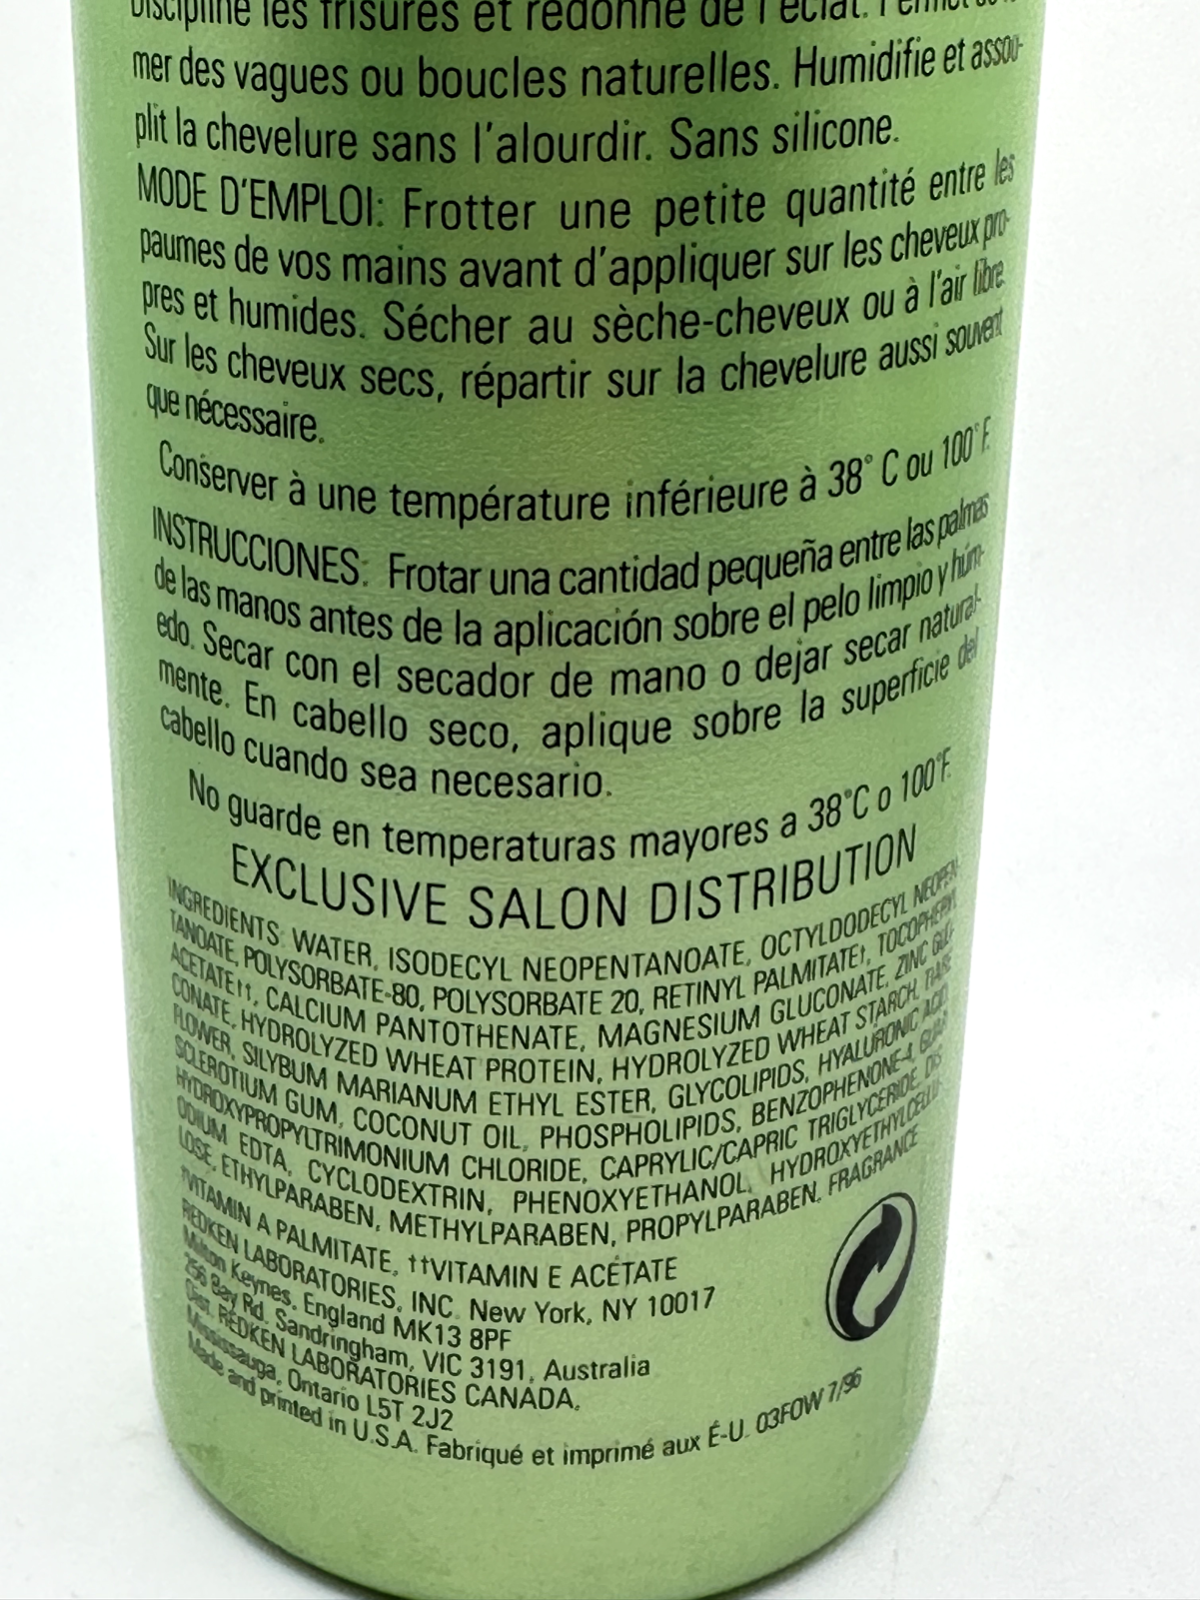 Discipline les frisures et redonne de l'éclat.
mer des vagues ou boucles naturelles. Humidifie et assou-
plit la chevelure sans l'alourdir. Sans silicone.
MODE D'EMPLOI: Frotter une petite quantité entre les
paumes de vos mains avant d'appliquer sur les cheveux pro-
pres et humides. Sécher au sèche-cheveux ou à l'air libre.
Sur les cheveux secs, répartir sur la chevelure aussi souvent
que nécessaire.
Conserver à une température inférieure à 38° C ou 100° F.
INSTRUCCIONES: Frotar una cantidad pequeña entre las palmas
de las manos antes de la aplicación sobre el pelo limpio y húm-
edo. Secar con el secador de mano o dejar secar natural-
mente. En cabello seco, aplique sobre la superficie del
cabello cuando sea necesario.
No guarde en temperaturas mayores a 38°C o 100°F.
EXCLUSIVE SALON DISTRIBUTION
INGREDIENTS: WATER, ISODECYL NEOPENTANOATE, OCTYLDODECYL NEOPEN-
TANOATE, POLYSORBATE-80, POLYSORBATE 20, RETINYL PALMITATE†, TOCOPHERYL
ACETATE††, CALCIUM PANTOTHENATE, MAGNESIUM GLUCONATE, ZINC GLU-
CONATE, HYDROLYZED WHEAT PROTEIN, HYDROLYZED WHEAT STARCH,
FLOWER, SILYBUM MARIANUM ETHYL ESTER, GLYCOLIPIDS, HYALURONIC ACID,
SCLEROTIUM GUM, COCONUT OIL, PHOSPHOLIPIDS, BENZOPHENONE-4, GUAR
HYDROXYPROPYLTRIMONIUM CHLORIDE, CAPRYLIC/CAPRIC TRIGLYCERIDE, DIS-
ODIUM EDTA, CYCLODEXTRIN, PHENOXYETHANOL, HYDROXYETHYLCELLU-
LOSE, ETHYLPARABEN, METHYLPARABEN, PROPYLPARABEN, FRAGRANCE
†VITAMIN A PALMITATE, ††VITAMIN E ACETATE
REDKEN LABORATORIES, INC. New York, NY 10017
Milton Keynes, England MK13 8PF
256 Bay Rd. Sandringham, VIC 3191, Australia
Dist. REDKEN LABORATORIES CANADA,
Mississauga, Ontario L5T 2J2
Made and printed in U.S.A. Fabriqué et imprimé aux É-U. 03FOW 7/96